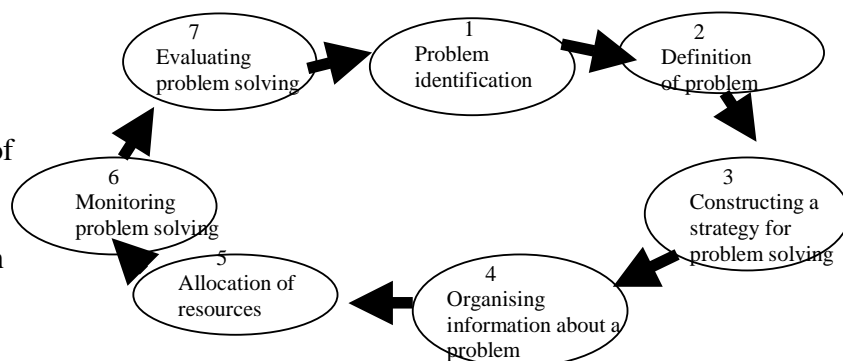 1
Problem
identification
2
Definition
of problem
3
Constructing a
strategy for
problem solving
4
Organising
information about a
problem
5
Allocation of
resources
6
Monitoring
problem solving
7
Evaluating
problem solving
of